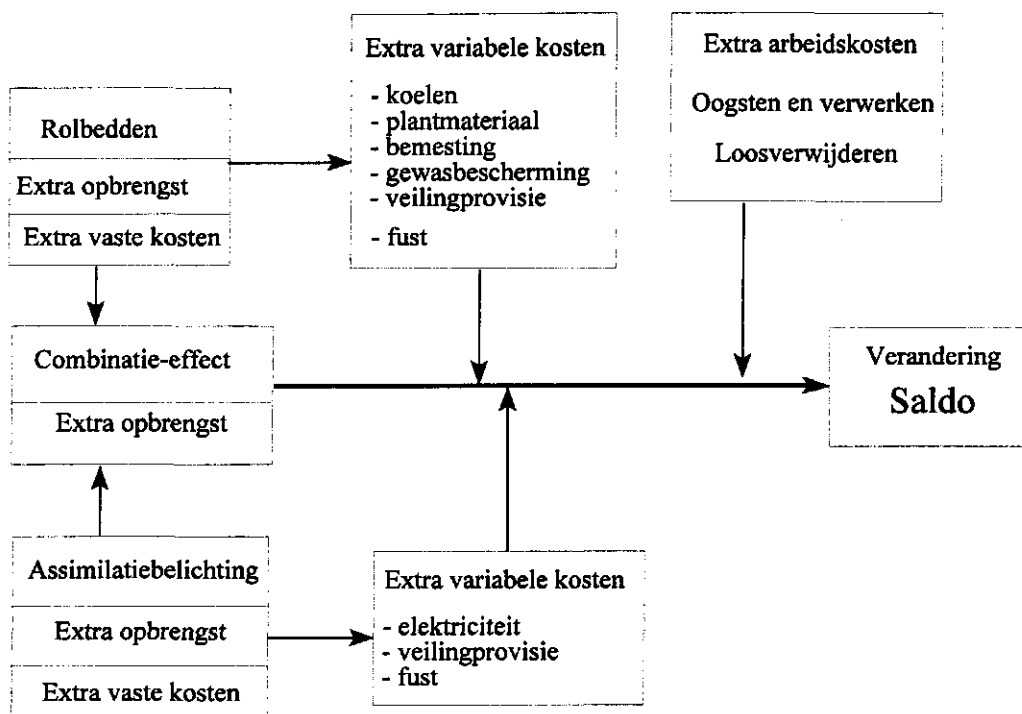 Rolbedden
Extra opbrengst
Extra vaste kosten
Extra variabele kosten
- koelen
- plantmateriaal
- bemesting
- gewasbescherming
- veilingprovisie
- fust
Extra arbeidskosten
Oogsten en verwerken
Loosverwijderen
Combinatie-effect
Extra opbrengst
Verandering
Saldo
Assimilatiebelichting
Extra opbrengst
Extra vaste kosten
Extra variabele kosten
- elektriciteit
- veilingprovisie
- fust